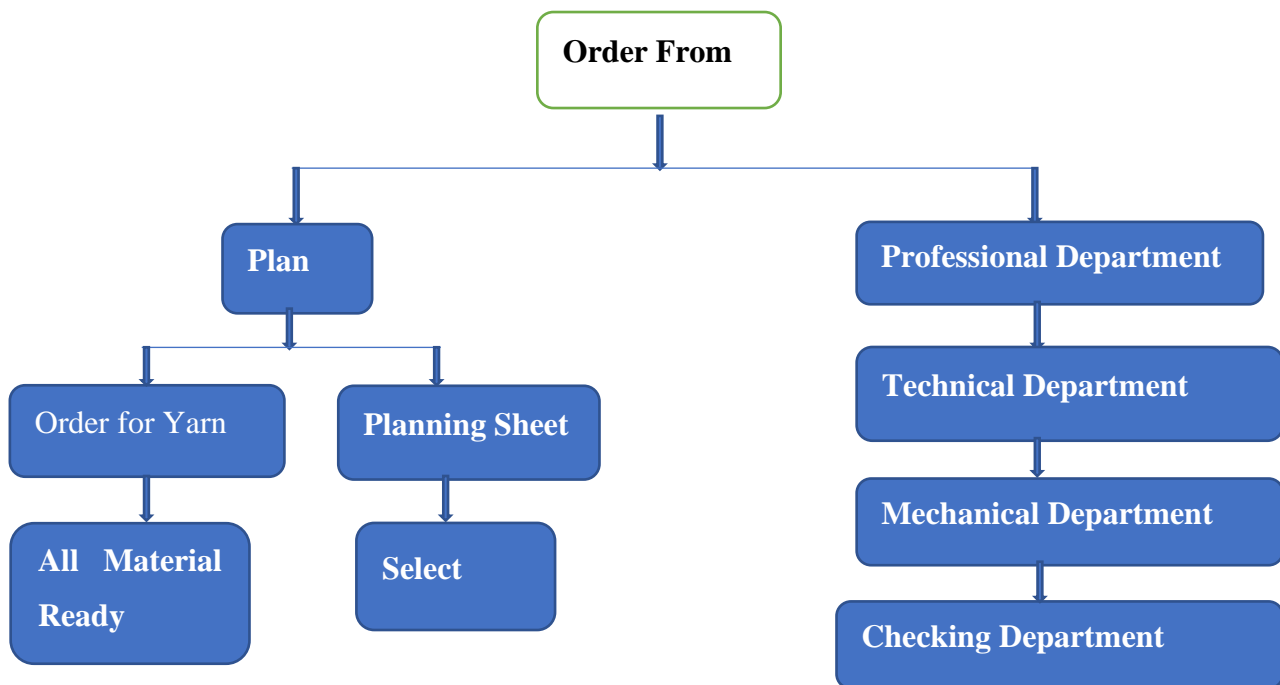 Order From
Plan
Professional Department
Order for Yarn
Planning Sheet
Technical Department
All Material
Ready
Select
Mechanical Department
Checking Department